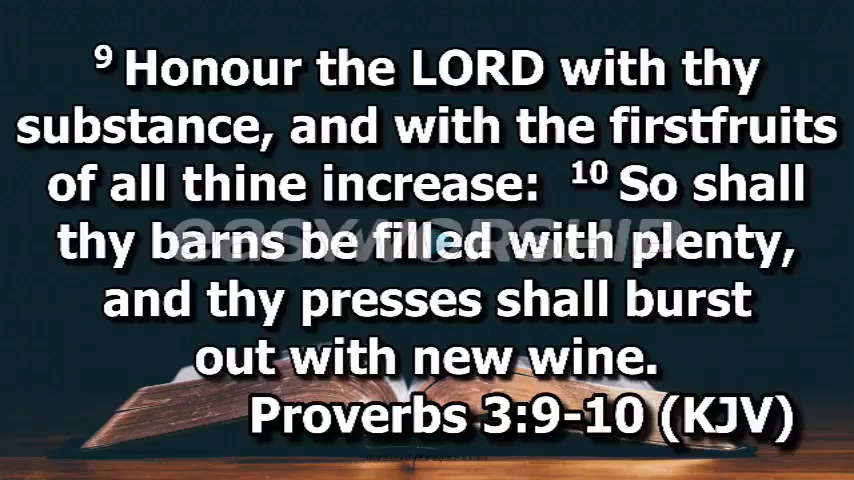 ⁹ Honour the LORD with thy
substance, and with the firstfruits
of all thine increase: ¹⁰ So shall
thy barns be filled with plenty,
and thy presses shall burst
out with new wine.
Proverbs 3:9-10 (KJV)
easyworship